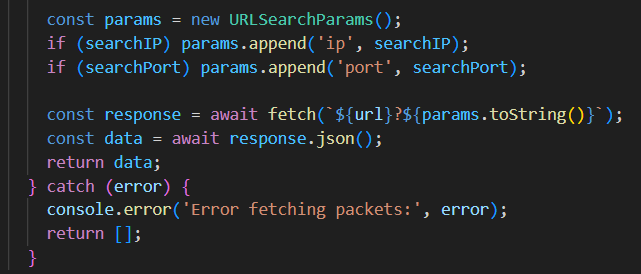 const params = new URLSearchParams();
if (searchIP) params.append('ip', searchIP);
if (searchPort) params.append('port', searchPort);
const response = await fetch(`${url}?${params.toString()}`);
const data = await response.json();
return data;
} catch (error) {
console.error('Error fetching packets:', error);
return [];
}